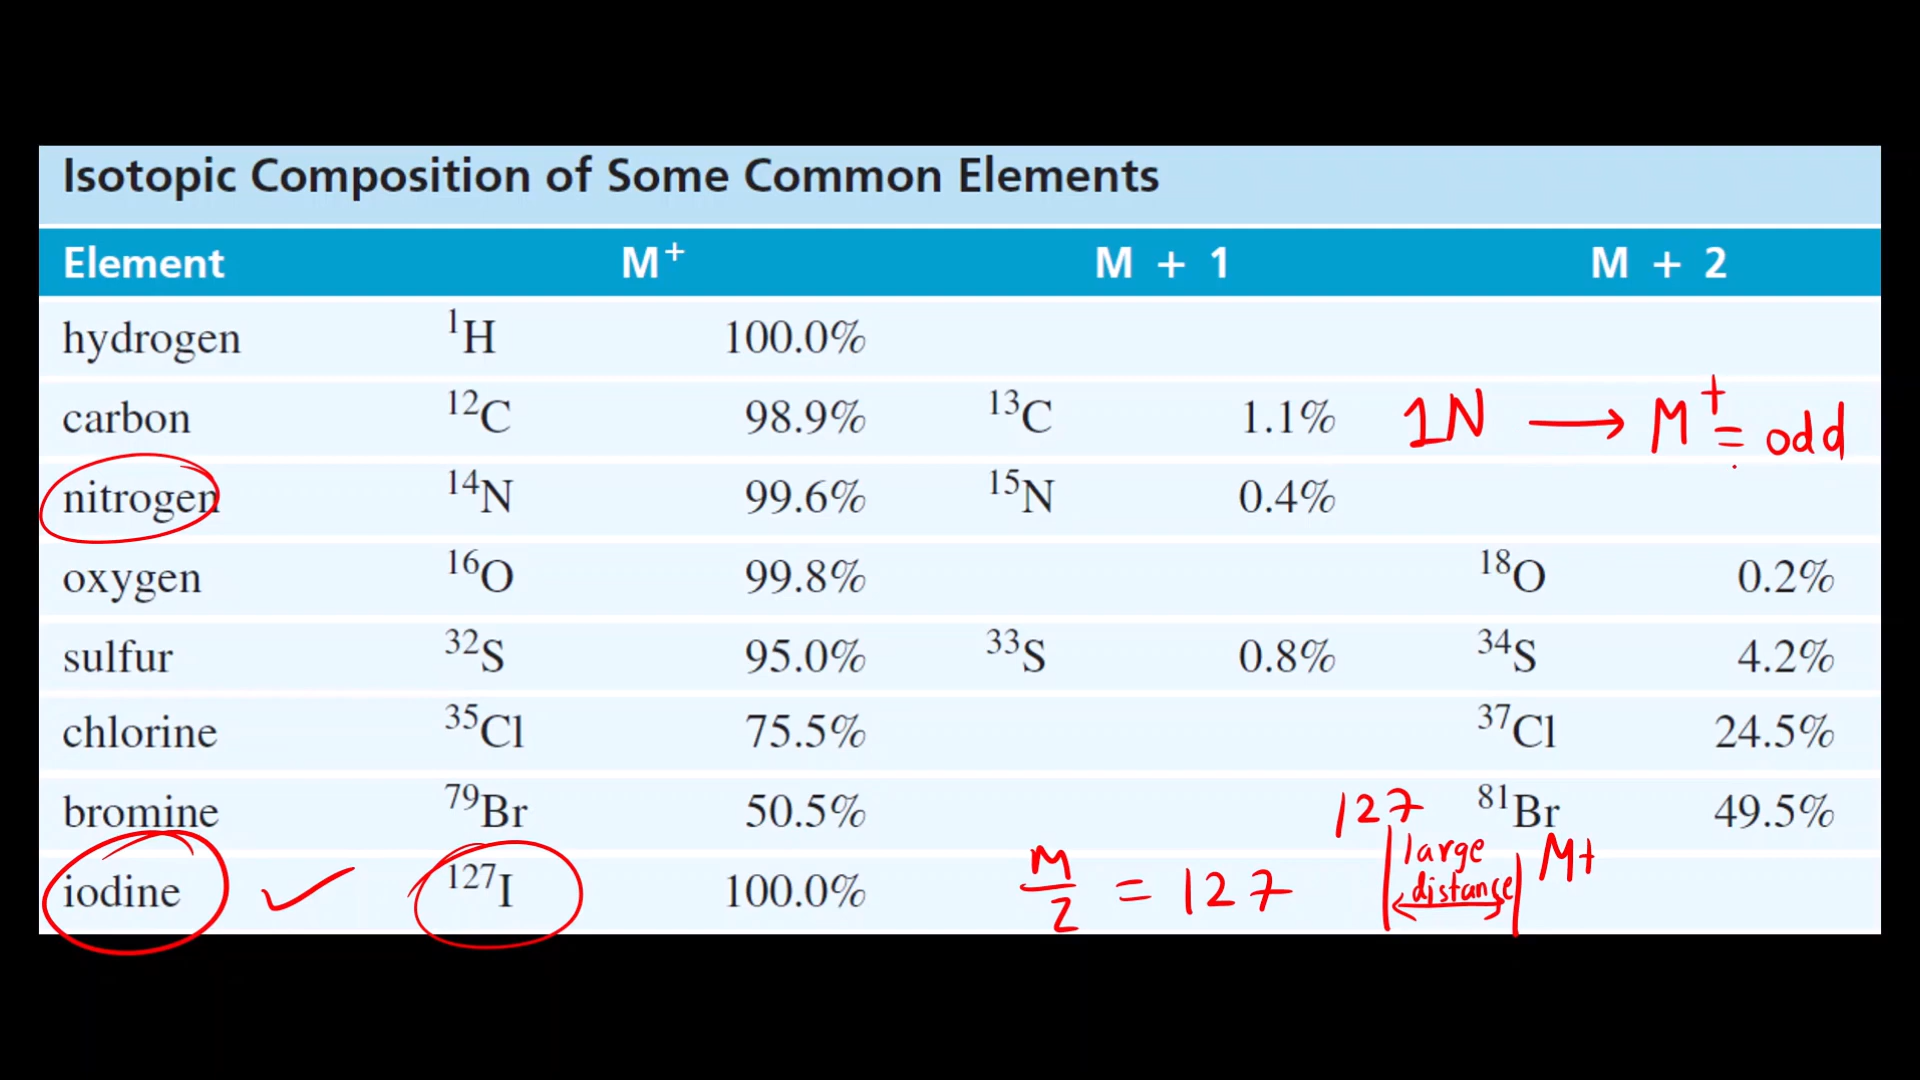 Isotopic Composition of Some Common Elements
Element M⁺ M + 1 M + 2
hydrogen ¹H 100.0%
carbon ¹²C 98.9% ¹³C 1.1% 1N → M⁺ = odd
nitrogen ¹⁴N 99.6% ¹⁵N 0.4%
oxygen ¹⁶O 99.8% ¹⁸O 0.2%
sulfur ³²S 95.0% ³³S 0.8% ³⁴S 4.2%
chlorine ³⁵Cl 75.5% ³⁷Cl 24.5%
bromine ⁷⁹Br 50.5% ⁸¹Br 49.5%
iodine ✓ ¹²⁷I 100.0% M/2 = 127
127
large
distance
M+